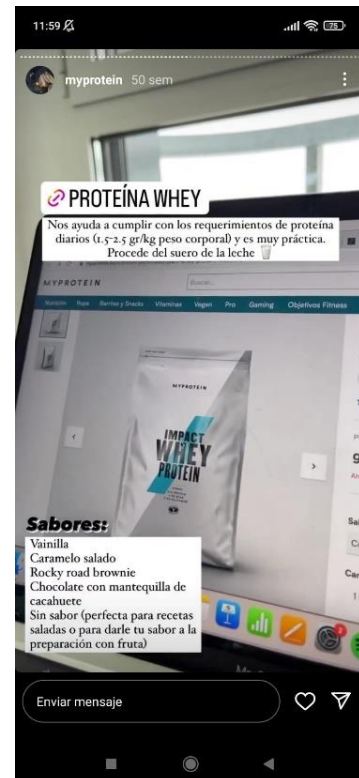 11:59
75
myprotein 50 sem
PROTEÍNA WHEY
Nos ayuda a cumplir con los requerimientos de proteína
diarios (1.5-2.5 gr/kg peso corporal) y es muy práctica.
Procede del suero de la leche
MYPROTEIN
Buscar...
Nutrición Ropa Barritas y Snacks Vitaminas Vegan Pro Gaming Objetivos Fitness
MYPROTEIN
IMPACT
WHEY
PROTEIN
Sabores:
Vainilla
Caramelo salado
Rocky road brownie
Chocolate con mantequilla de
cacahuete
Sin sabor (perfecta para recetas
saladas o para darle tu sabor a la
preparación con fruta)
Enviar mensaje